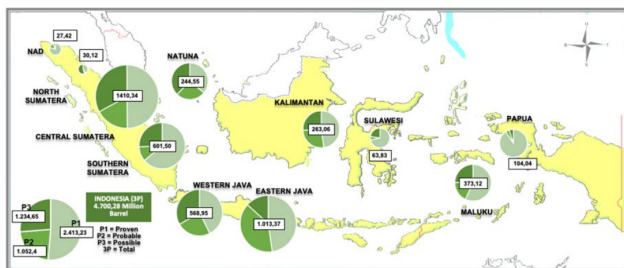 27,42
NAD
30,12
NORTH
SUMATERA
NATUNA
244,55
1410,34
CENTRAL SUMATERA
601,50
SOUTHERN
SUMATERA
KALIMANTAN
263,06
SULAWESI
63,83
PAPUA
104,04
373,12
MALUKU
WESTERN JAVA
568,95
EASTERN JAVA
1.013,37
INDONESIA (3P)
4.700,28 Million
Barrel
P3
1.234,65
P1
2.413,23
P2
1.052,4
P1 = Proven
P2 = Probable
P3 = Possible
3P = Total